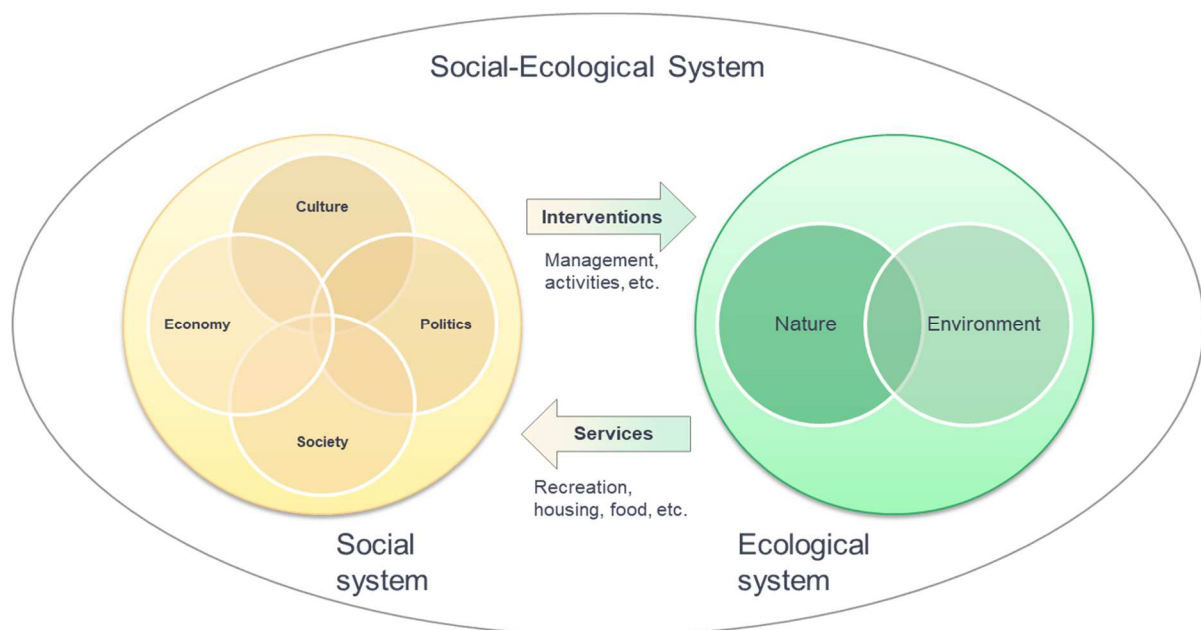 Social-Ecological System
Culture
Economy
Politics
Society
Social
system
Interventions
Management,
activities, etc.
Services
Recreation,
housing, food, etc.
Nature
Environment
Ecological
system